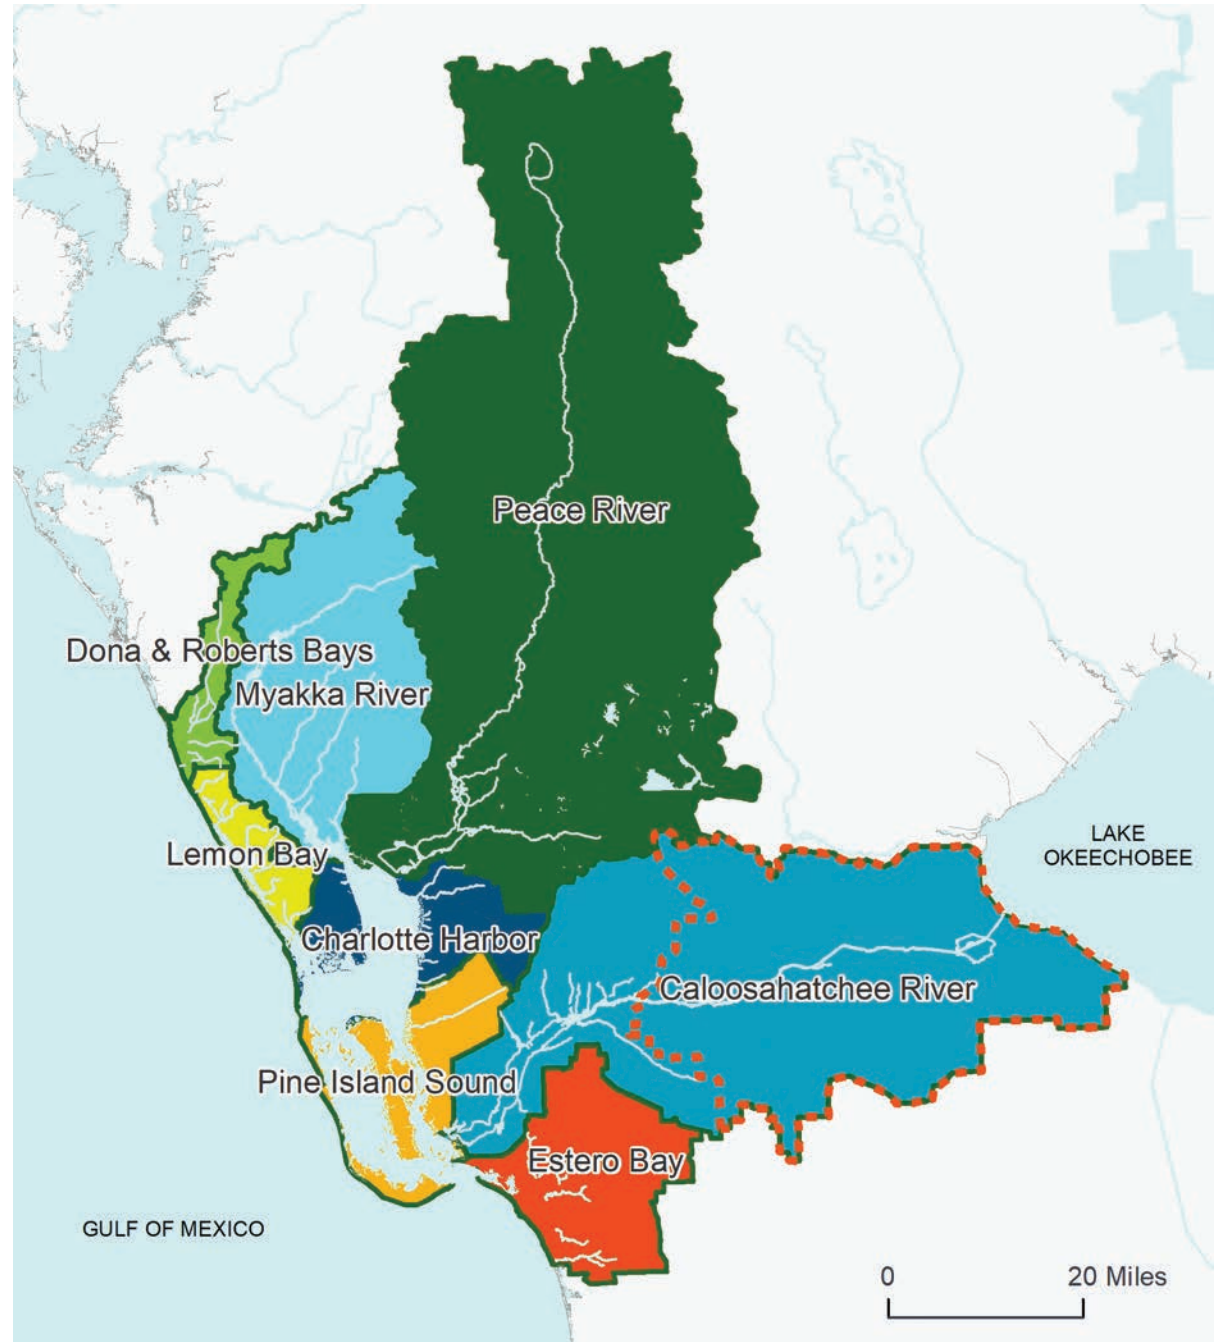 Peace River
Dona & Roberts Bays
Myakka River
LAKE
OKEECHOBEE
Lemon Bay
Charlotte Harbor
Caloosahatchee River
Pine Island Sound
Estero Bay
GULF OF MEXICO
0 20 Miles